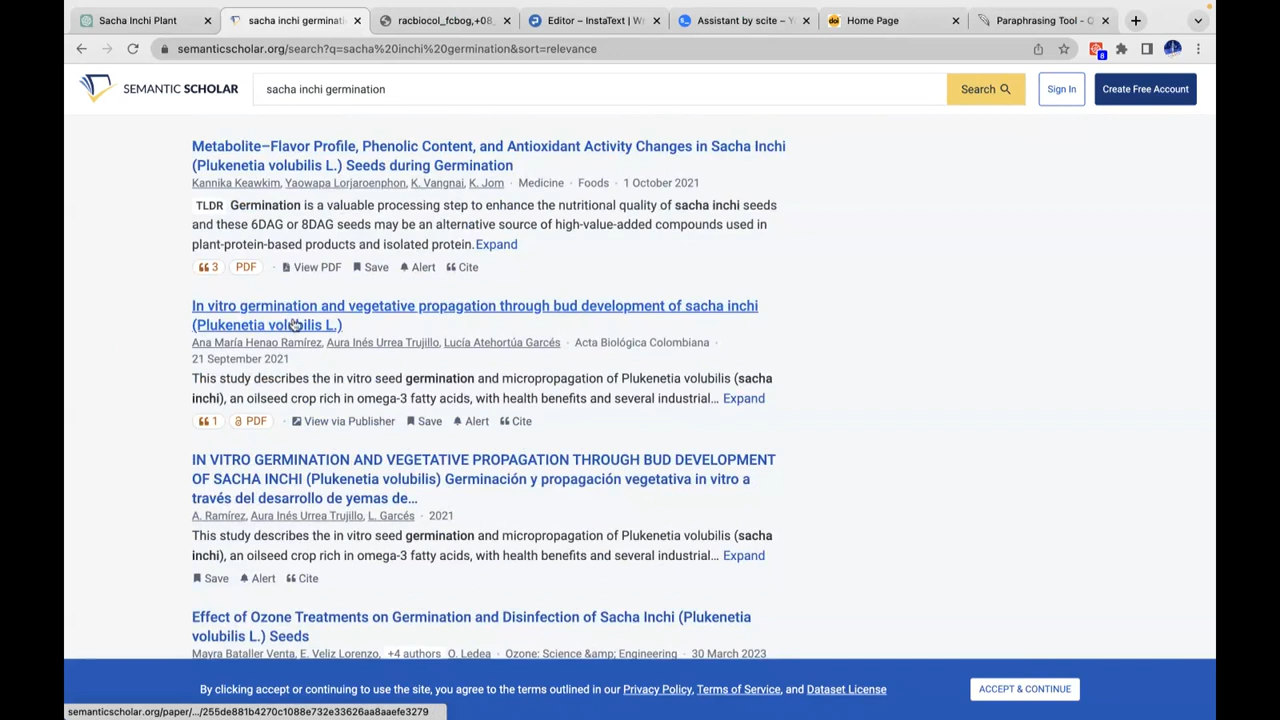 Sacha Inchi Plant
sacha inchi germinati
racbiocol_fcbog,+08_
Editor – InstaText | W
Assistant by scite – Y
Home Page
Paraphrasing Tool - Q
semanticscholar.org/search?q=sacha%20inchi%20germination&sort=relevance
8
SEMANTIC SCHOLAR
sacha inchi germination
Search
Sign In
Create Free Account
Metabolite–Flavor Profile, Phenolic Content, and Antioxidant Activity Changes in Sacha Inchi
(Plukenetia volubilis L.) Seeds during Germination
Kannika Keawkim, Yaowapa Lorjaroenphon, K. Vangnai, K. Jom · Medicine · Foods · 1 October 2021
TLDR Germination is a valuable processing step to enhance the nutritional quality of sacha inchi seeds
and these 6DAG or 8DAG seeds may be an alternative source of high-value-added compounds used in
plant-protein-based products and isolated protein. Expand
3 PDF · View PDF Save Alert Cite
In vitro germination and vegetative propagation through bud development of sacha inchi
(Plukenetia volubilis L.)
Ana María Henao Ramírez, Aura Inés Urrea Trujillo, Lucía Atehortúa Garcés · Acta Biológica Colombiana ·
21 September 2021
This study describes the in vitro seed germination and micropropagation of Plukenetia volubilis (sacha
inchi), an oilseed crop rich in omega-3 fatty acids, with health benefits and several industrial… Expand
1 PDF · View via Publisher Save Alert Cite
IN VITRO GERMINATION AND VEGETATIVE PROPAGATION THROUGH BUD DEVELOPMENT
OF SACHA INCHI (Plukenetia volubilis) Germinación y propagación vegetativa in vitro a
través del desarrollo de yemas de…
A. Ramírez, Aura Inés Urrea Trujillo, L. Garcés · 2021
This study describes the in vitro seed germination and micropropagation of Plukenetia volubilis (sacha
inchi), an oilseed crop rich in omega-3 fatty acids, with health benefits and several industrial… Expand
Save Alert Cite
Effect of Ozone Treatments on Germination and Disinfection of Sacha Inchi (Plukenetia
volubilis L.) Seeds
Mayra Bataller Venta, E. Veliz Lorenzo, +4 authors O. Ledea · Ozone: Science &amp; Engineering · 30 March 2023
By clicking accept or continuing to use the site, you agree to the terms outlined in our Privacy Policy, Terms of Service, and Dataset License
ACCEPT & CONTINUE
semanticscholar.org/paper/.../255de881b4270c1088e732e33626aa8aaefe3279